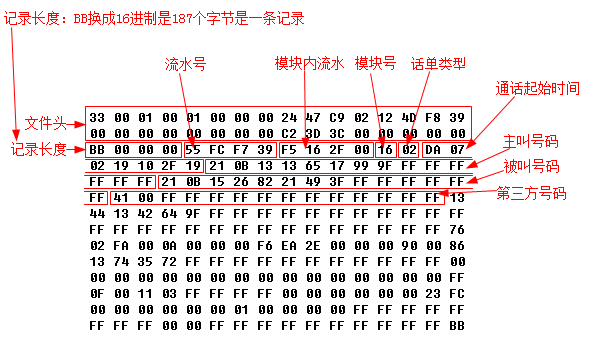 记录长度：BB换成16进制是187个字节是一条记录
流水号
模块内流水
模块号
话单类型
通话起始时间
文件头
33 00 01 00 01 00 00 00 24 47 C9 02 12 4D F8 39
00 00 00 00 00 00 00 00 C2 3D 3C 00 00 00 00 00
记录长度
BB 00 00 00 55 FC F7 39 F5 16 2F 00 16 02 DA 07
主叫号码
02 19 10 2F 19 21 0B 13 13 65 17 99 9F FF FF FF
被叫号码
FF FF FF 21 0B 15 26 82 21 49 3F FF FF FF FF FF
第三方号码
FF 41 00 FF FF FF FF FF FF FF FF FF FF FF FF 13
44 13 42 64 9F FF FF FF FF FF FF FF FF FF FF FF
FF FF FF FF FF FF FF FF FF FF FF FF FF FF FF 76
02 FA 00 0A 00 00 00 F6 EA 2E 00 00 00 90 00 86
13 74 35 72 FF FF FF FF FF FF FF FF FF FF FF 00
00 00 00 00 00 00 00 00 00 00 00 00 00 00 00 FF
0F 00 11 03 FF FF FF FF 00 00 00 00 00 00 23 FC
00 00 00 00 00 00 01 00 00 00 00 00 FF FF FF FF
FF FF FF 00 00 FF FF FF FF FF FF FF FF FF FF BB